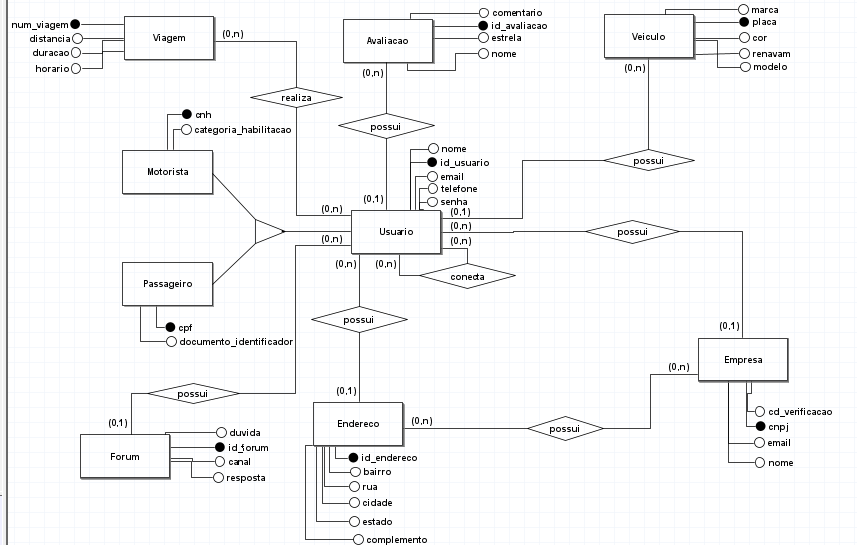 num_viagem
distancia
duracao
horario
Viagem
(0,n)
realiza
(0,n)
comentario
id_avaliacao
estrela
nome
Avaliacao
(0,n)
possui
(0,1)
marca
placa
cor
renavam
modelo
Veiculo
(0,n)
possui
(0,1)
cnh
categoria_habilitacao
Motorista
nome
id_usuario
email
telefone
senha
Usuario
(0,n)
possui
(0,1)
(0,n)
(0,n)
conecta
Passageiro
cpf
documento_identificador
(0,n)
possui
(0,1)
Forum
duvida
id_forum
canal
resposta
(0,n)
possui
(0,1)
Endereco
id_endereco
bairro
rua
cidade
estado
complemento
(0,n)
possui
(0,n)
Empresa
cd_verificacao
cnpj
email
nome